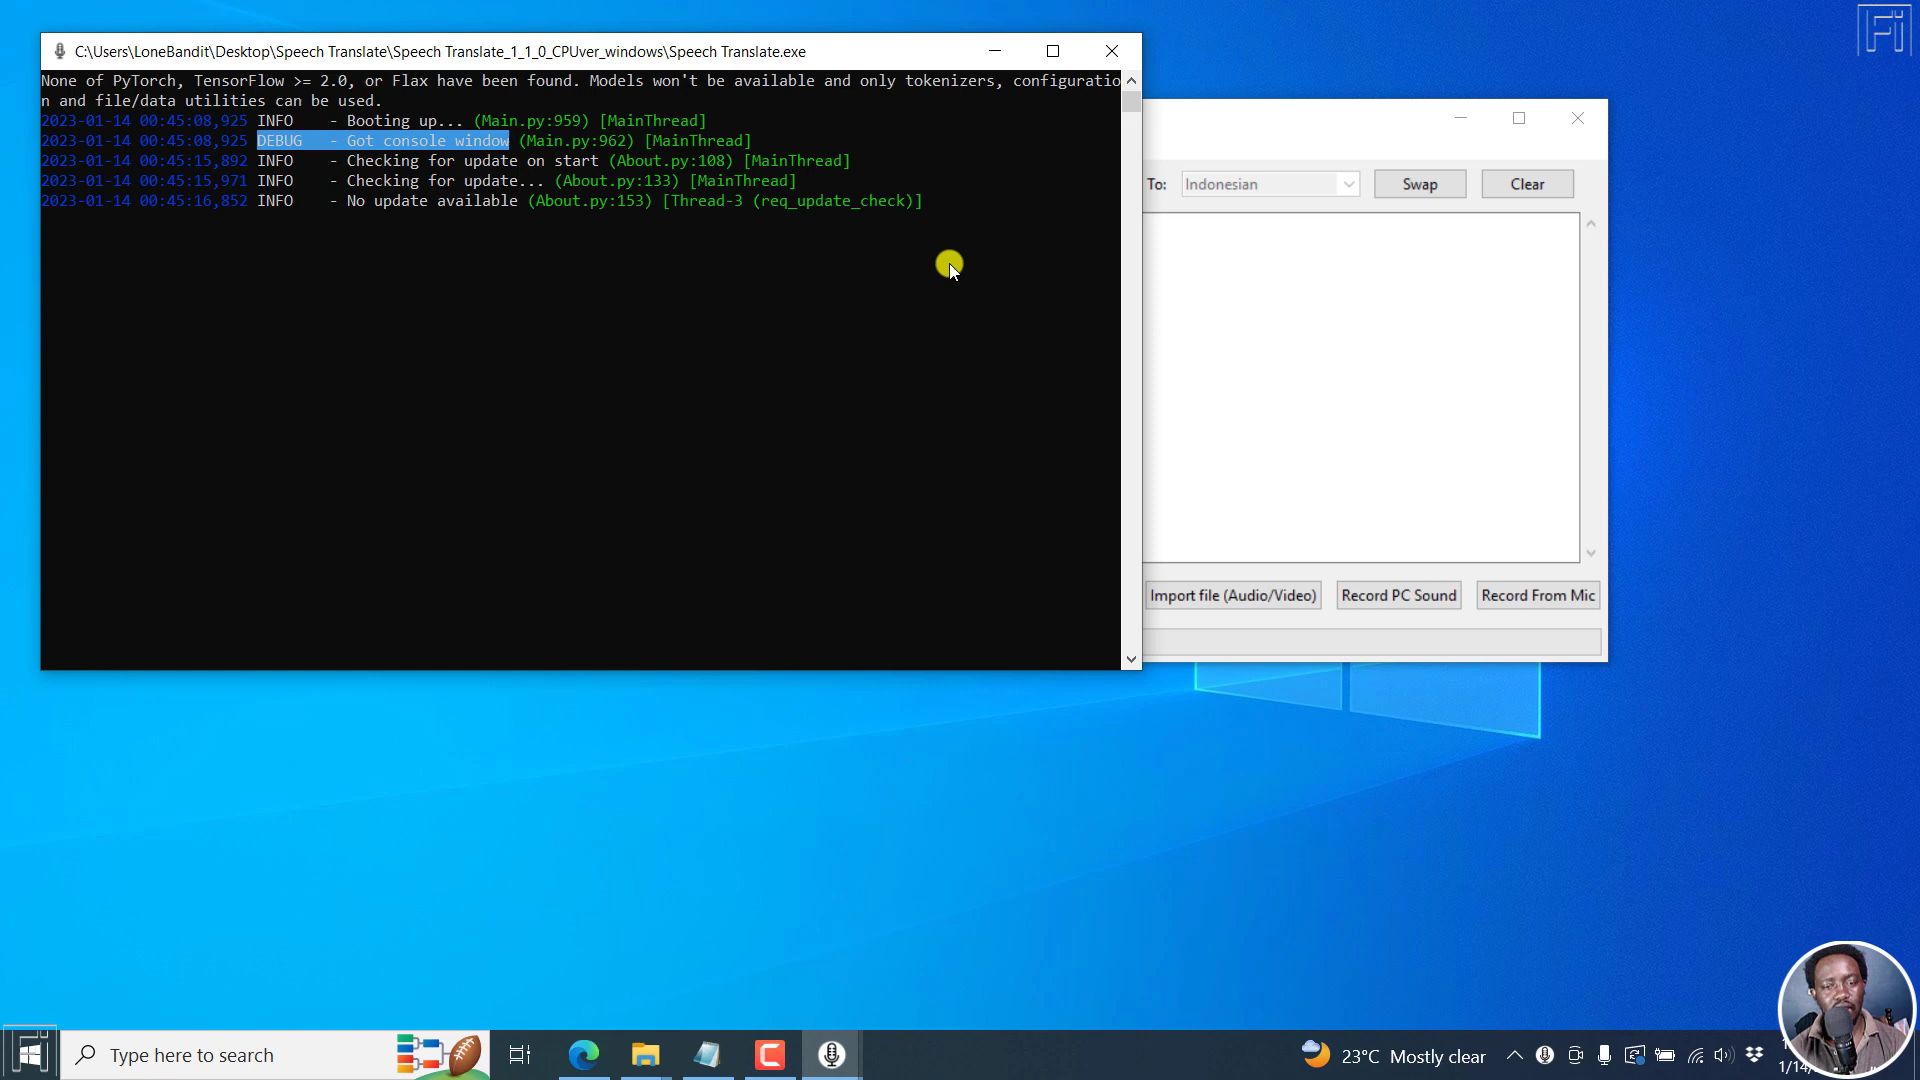 Fi
C:\Users\LoneBandit\Desktop\Speech Translate\Speech Translate_1_1_0_CPUver_windows\Speech Translate.exe
None of PyTorch, TensorFlow >= 2.0, or Flax have been found. Models won't be available and only tokenizers, configuratio
n and file/data utilities can be used.
2023-01-14 00:45:08,925 INFO - Booting up... (Main.py:959) [MainThread]
2023-01-14 00:45:08,925 DEBUG - Got console window (Main.py:962) [MainThread]
2023-01-14 00:45:15,892 INFO - Checking for update on start (About.py:108) [MainThread]
2023-01-14 00:45:15,971 INFO - Checking for update... (About.py:133) [MainThread]
2023-01-14 00:45:16,852 INFO - No update available (About.py:153) [Thread-3 (req_update_check)]
To: Indonesian Swap Clear
Import file (Audio/Video) Record PC Sound Record From Mic
Fi Type here to search 23°C Mostly clear